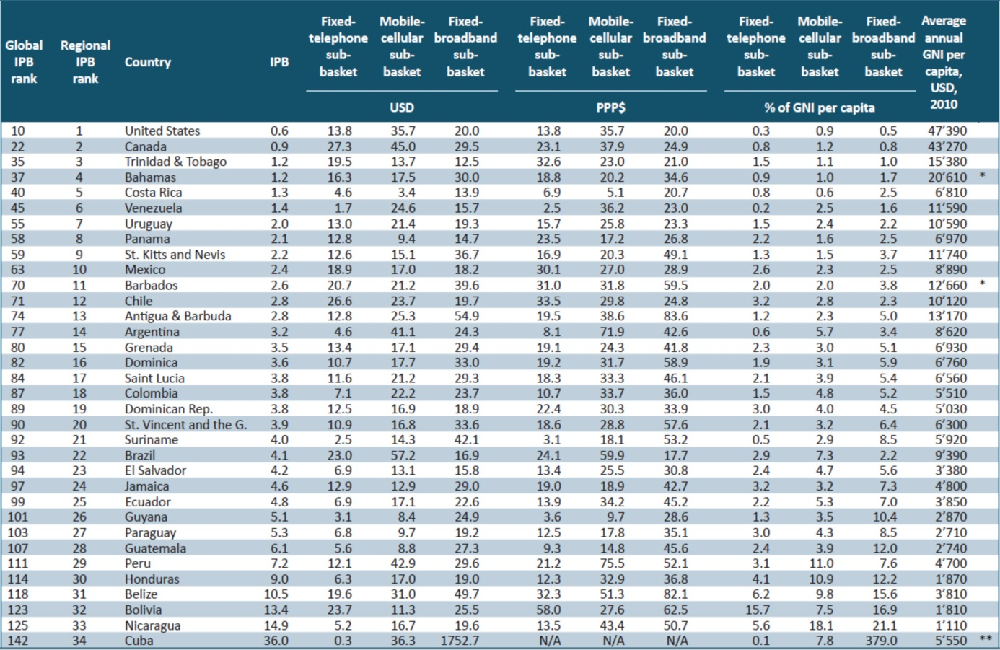 Global IPB rank | Regional IPB rank | Country | IPB | Fixed-telephone sub-basket | Mobile-cellular sub-basket | Fixed-broadband sub-basket | Fixed-telephone sub-basket | Mobile-cellular sub-basket | Fixed-broadband sub-basket | Fixed-telephone sub-basket | Mobile-cellular sub-basket | Fixed-broadband sub-basket | Average annual GNI per capita, USD, 2010
USD | PPP$ | % of GNI per capita
10 1 United States 0.6 13.8 35.7 20.0 13.8 35.7 20.0 0.3 0.9 0.5 47’390
22 2 Canada 0.9 27.3 45.0 29.5 23.1 37.9 24.9 0.8 1.2 0.8 43’270
35 3 Trinidad & Tobago 1.2 19.5 13.7 12.5 32.6 23.0 21.0 1.5 1.1 1.0 15’380
37 4 Bahamas 1.2 16.3 17.5 30.0 18.8 20.2 34.6 0.9 1.0 1.7 20’610 *
40 5 Costa Rica 1.3 4.6 3.4 13.9 6.9 5.1 20.7 0.8 0.6 2.5 6’810
45 6 Venezuela 1.4 1.7 24.6 15.7 2.5 36.2 23.0 0.2 2.5 1.6 11’590
55 7 Uruguay 2.0 13.0 21.4 19.3 15.7 25.8 23.3 1.5 2.4 2.2 10’590
58 8 Panama 2.1 12.8 9.4 14.7 23.5 17.2 26.8 2.2 1.6 2.5 6’970
59 9 St. Kitts and Nevis 2.2 12.6 15.1 36.7 16.9 20.3 49.1 1.3 1.5 3.7 11’740
63 10 Mexico 2.4 18.9 17.0 18.2 30.1 27.0 28.9 2.6 2.3 2.5 8’890
70 11 Barbados 2.6 20.7 21.2 39.6 31.0 31.8 59.5 2.0 2.0 3.8 12’660 *
71 12 Chile 2.8 26.6 23.7 19.7 33.5 29.8 24.8 3.2 2.8 2.3 10’120
74 13 Antigua & Barbuda 2.8 12.8 25.3 54.9 19.5 38.6 83.6 1.2 2.3 5.0 13’170
77 14 Argentina 3.2 4.6 41.1 24.3 8.1 71.9 42.6 0.6 5.7 3.4 8’620
80 15 Grenada 3.5 13.4 17.1 29.4 19.1 24.3 41.8 2.3 3.0 5.1 6’930
82 16 Dominica 3.6 10.7 17.7 33.0 19.2 31.7 58.9 1.9 3.1 5.9 6’760
84 17 Saint Lucia 3.8 11.6 21.2 29.3 18.3 33.3 46.1 2.1 3.9 5.4 6’560
87 18 Colombia 3.8 7.1 22.2 23.7 10.7 33.7 36.0 1.5 4.8 5.2 5’510
89 19 Dominican Rep. 3.8 12.5 16.9 18.9 22.4 30.3 33.9 3.0 4.0 4.5 5’030
90 20 St. Vincent and the G. 3.9 10.9 16.8 33.6 18.6 28.8 57.6 2.1 3.2 6.4 6’300
92 21 Suriname 4.0 2.5 14.3 42.1 3.1 18.1 53.2 0.5 2.9 8.5 5’920
93 22 Brazil 4.1 23.0 57.2 16.9 24.1 59.9 17.7 2.9 7.3 2.2 9’390
94 23 El Salvador 4.2 6.9 13.1 15.8 13.4 25.5 30.8 2.4 4.7 5.6 3’380
97 24 Jamaica 4.6 12.9 12.9 29.0 19.0 18.9 42.7 3.2 3.2 7.3 4’800
99 25 Ecuador 4.8 6.9 17.1 22.6 13.9 34.2 45.2 2.2 5.3 7.0 3’850
101 26 Guyana 5.1 3.1 8.4 24.9 3.6 9.7 28.6 1.3 3.5 10.4 2’870
103 27 Paraguay 5.3 6.8 9.7 19.2 12.5 17.8 35.1 3.0 4.3 8.5 2’710
107 28 Guatemala 6.1 5.6 8.8 27.3 9.3 14.8 45.6 2.4 3.9 12.0 2’740
111 29 Peru 7.2 12.1 42.9 29.6 21.2 75.5 52.1 3.1 11.0 7.6 4’700
114 30 Honduras 9.0 6.3 17.0 19.0 12.3 32.9 36.8 4.1 10.9 12.2 1’870
118 31 Belize 10.5 19.6 31.0 49.7 32.3 51.3 82.1 6.2 9.8 15.6 3’810
123 32 Bolivia 13.4 23.7 11.3 25.5 58.0 27.6 62.5 15.7 7.5 16.9 1’810
125 33 Nicaragua 14.9 5.2 16.7 19.6 13.5 43.4 50.7 5.6 18.1 21.1 1’110
142 34 Cuba 36.0 0.3 36.3 1752.7 N/A N/A N/A 0.1 7.8 379.0 5’550 **